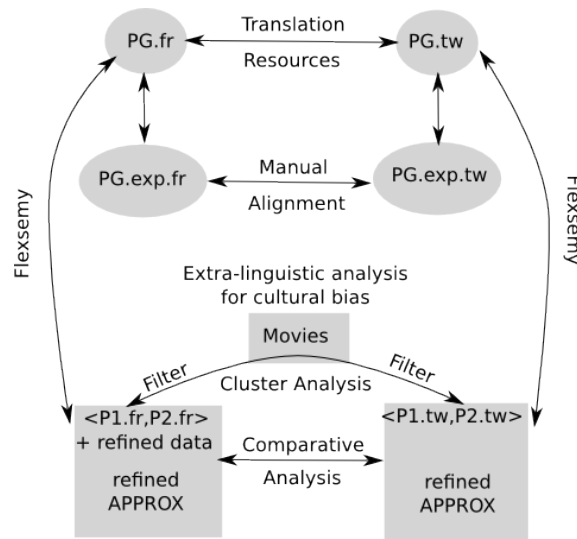 PG.fr
Translation
Resources
PG.tw
PG.exp.fr
Manual
Alignment
PG.exp.tw
Flexsemy
Flexsemy
Extra-linguistic analysis
for cultural bias
Movies
Filter
Filter
Cluster Analysis
<P1.fr,P2.fr>
+ refined data
refined
APPROX
Comparative
Analysis
<P1.tw,P2.tw>
refined
APPROX